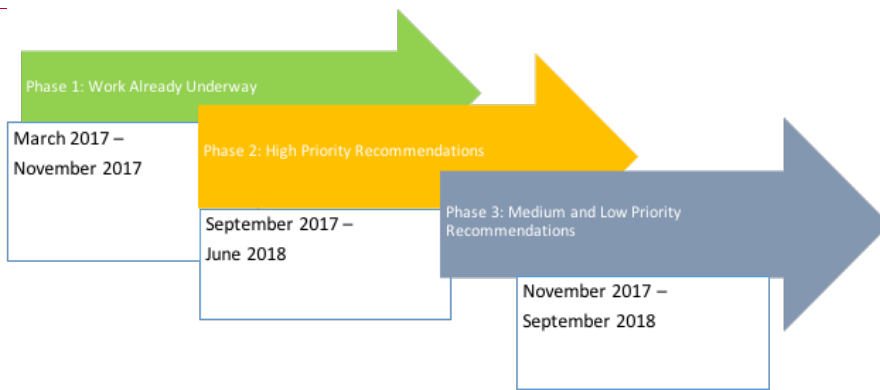 Phase 1: Work Already Underway
March 2017 –
November 2017
Phase 2: High Priority Recommendations
September 2017 –
June 2018
Phase 3: Medium and Low Priority
Recommendations
November 2017 –
September 2018